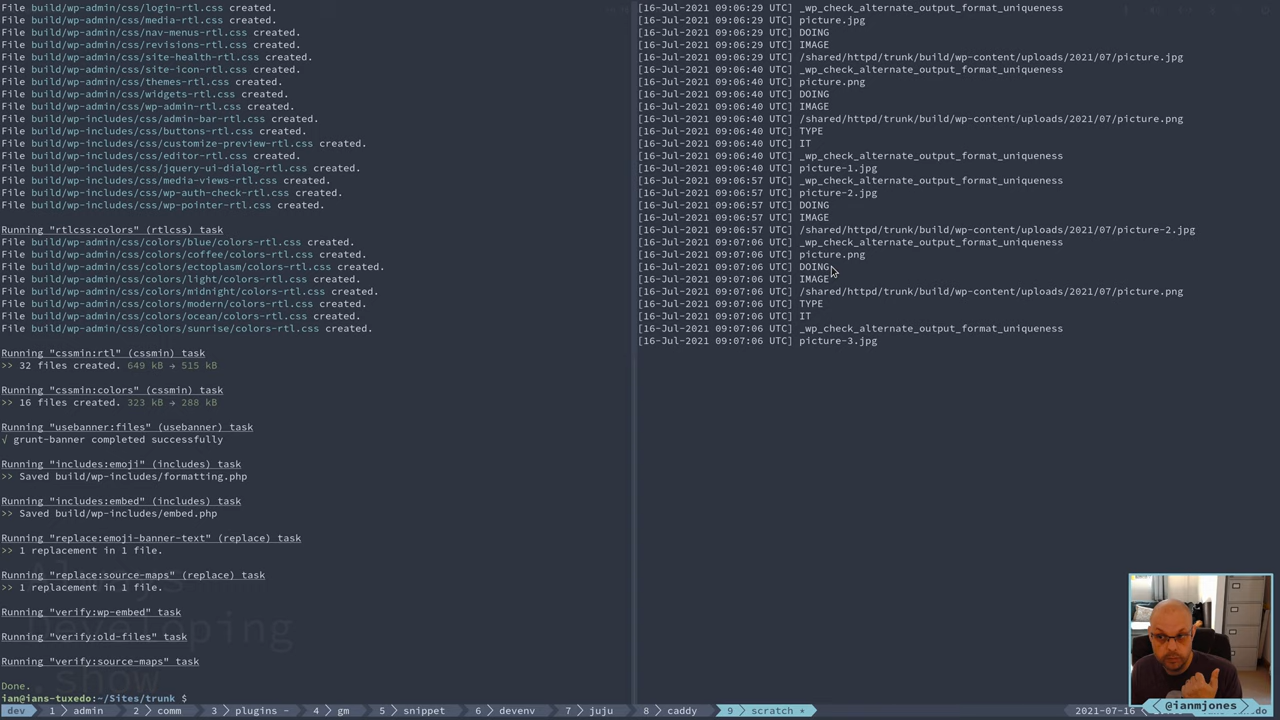 File build/wp-admin/css/login-rtl.css created.
File build/wp-admin/css/media-rtl.css created.
File build/wp-admin/css/nav-menus-rtl.css created.
File build/wp-admin/css/revisions-rtl.css created.
File build/wp-admin/css/site-health-rtl.css created.
File build/wp-admin/css/site-icon-rtl.css created.
File build/wp-admin/css/themes-rtl.css created.
File build/wp-admin/css/widgets-rtl.css created.
File build/wp-admin/css/wp-admin-rtl.css created.
File build/wp-includes/css/admin-bar-rtl.css created.
File build/wp-includes/css/buttons-rtl.css created.
File build/wp-includes/css/customize-preview-rtl.css created.
File build/wp-includes/css/editor-rtl.css created.
File build/wp-includes/css/jquery-ui-dialog-rtl.css created.
File build/wp-includes/css/media-views-rtl.css created.
File build/wp-includes/css/wp-auth-check-rtl.css created.
File build/wp-includes/css/wp-pointer-rtl.css created.
Running "rtlcss:colors" (rtlcss) task
File build/wp-admin/css/colors/blue/colors-rtl.css created.
File build/wp-admin/css/colors/coffee/colors-rtl.css created.
File build/wp-admin/css/colors/ectoplasm/colors-rtl.css created.
File build/wp-admin/css/colors/light/colors-rtl.css created.
File build/wp-admin/css/colors/midnight/colors-rtl.css created.
File build/wp-admin/css/colors/modern/colors-rtl.css created.
File build/wp-admin/css/colors/ocean/colors-rtl.css created.
File build/wp-admin/css/colors/sunrise/colors-rtl.css created.
Running "cssmin:rtl" (cssmin) task
>> 32 files created. 649 kB → 515 kB
Running "cssmin:colors" (cssmin) task
>> 16 files created. 323 kB → 288 kB
Running "usebanner:files" (usebanner) task
√ grunt-banner completed successfully
Running "includes:emoji" (includes) task
>> Saved build/wp-includes/formatting.php
Running "includes:embed" (includes) task
>> Saved build/wp-includes/embed.php
Running "replace:emoji-banner-text" (replace) task
>> 1 replacement in 1 file.
Running "replace:source-maps" (replace) task
>> 1 replacement in 1 file.
Running "verify:wp-embed" task
Running "verify:old-files" task
Running "verify:source-maps" task
Done.
ian@ians-tuxedo:~/Sites/trunk $
Always
Developing
.show
[16-Jul-2021 09:06:29 UTC] _wp_check_alternate_output_format_uniqueness
[16-Jul-2021 09:06:29 UTC] picture.jpg
[16-Jul-2021 09:06:29 UTC] DOING
[16-Jul-2021 09:06:29 UTC] IMAGE
[16-Jul-2021 09:06:29 UTC] /shared/httpd/trunk/build/wp-content/uploads/2021/07/picture.jpg
[16-Jul-2021 09:06:40 UTC] _wp_check_alternate_output_format_uniqueness
[16-Jul-2021 09:06:40 UTC] picture.png
[16-Jul-2021 09:06:40 UTC] DOING
[16-Jul-2021 09:06:40 UTC] IMAGE
[16-Jul-2021 09:06:40 UTC] /shared/httpd/trunk/build/wp-content/uploads/2021/07/picture.png
[16-Jul-2021 09:06:40 UTC] TYPE
[16-Jul-2021 09:06:40 UTC] IT
[16-Jul-2021 09:06:40 UTC] _wp_check_alternate_output_format_uniqueness
[16-Jul-2021 09:06:40 UTC] picture-1.jpg
[16-Jul-2021 09:06:57 UTC] _wp_check_alternate_output_format_uniqueness
[16-Jul-2021 09:06:57 UTC] picture-2.jpg
[16-Jul-2021 09:06:57 UTC] DOING
[16-Jul-2021 09:06:57 UTC] IMAGE
[16-Jul-2021 09:06:57 UTC] /shared/httpd/trunk/build/wp-content/uploads/2021/07/picture-2.jpg
[16-Jul-2021 09:07:06 UTC] _wp_check_alternate_output_format_uniqueness
[16-Jul-2021 09:07:06 UTC] picture.png
[16-Jul-2021 09:07:06 UTC] DOING
[16-Jul-2021 09:07:06 UTC] IMAGE
[16-Jul-2021 09:07:06 UTC] /shared/httpd/trunk/build/wp-content/uploads/2021/07/picture.png
[16-Jul-2021 09:07:06 UTC] TYPE
[16-Jul-2021 09:07:06 UTC] IT
[16-Jul-2021 09:07:06 UTC] _wp_check_alternate_output_format_uniqueness
[16-Jul-2021 09:07:06 UTC] picture-3.jpg
@ianmjones
dev 1 admin 2 comm 3 plugins - 4 gm 5 snippet 6 devenv 7 juju 8 caddy 9 scratch * 2021-07-16